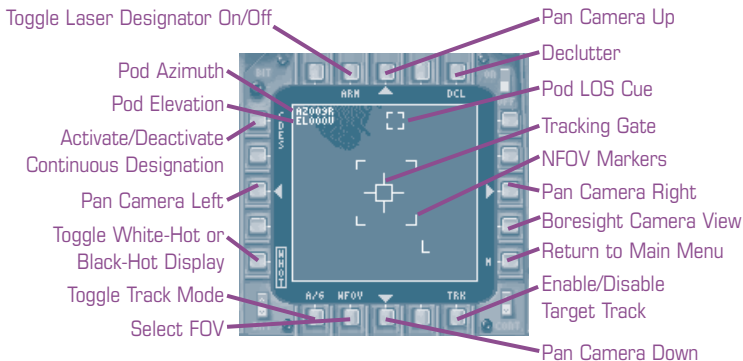 Toggle Laser Designator On/Off
Pod Azimuth
Pod Elevation
Activate/Deactivate
Continuous Designation
Pan Camera Left
Toggle White-Hot or
Black-Hot Display
Toggle Track Mode
Select FOV
ARM
DCL
AZ009R
EL000U
CDES
WHOT
L
M
A/G
WFOV
TRK
Pan Camera Up
Declutter
Pod LOS Cue
Tracking Gate
NFOV Markers
Pan Camera Right
Boresight Camera View
Return to Main Menu
Enable/Disable
Target Track
Pan Camera Down